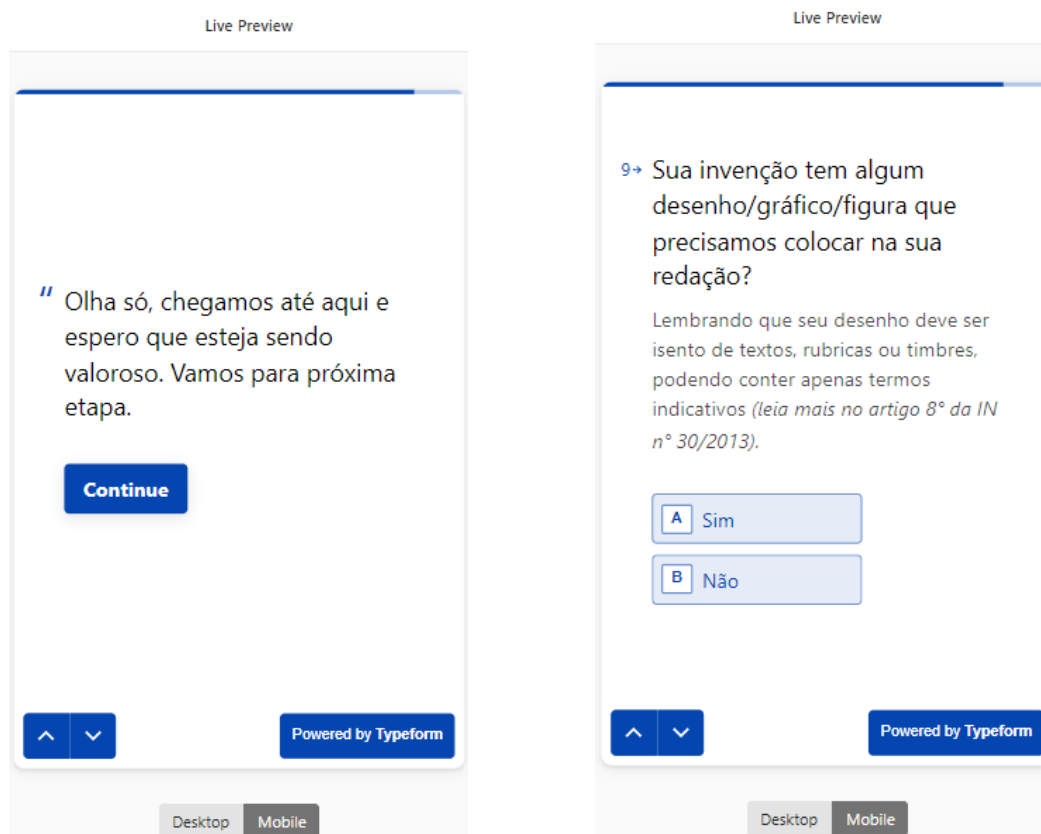 Live Preview
" Olha só, chegamos até aqui e
espero que esteja sendo
valoroso. Vamos para próxima
etapa.
Continue
Powered by Typeform
Desktop Mobile
Live Preview
9→ Sua invenção tem algum
desenho/gráfico/figura que
precisamos colocar na sua
redação?
Lembrando que seu desenho deve ser
isento de textos, rubricas ou timbres,
podendo conter apenas termos
indicativos (leia mais no artigo 8° da IN
n° 30/2013).
A Sim
B Não
Powered by Typeform
Desktop Mobile